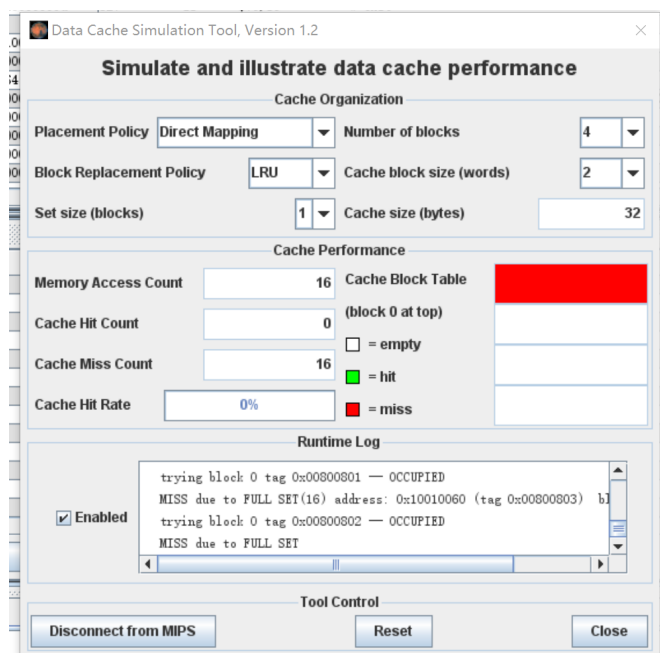 Data Cache Simulation Tool, Version 1.2
Simulate and illustrate data cache performance
Cache Organization
Placement Policy Direct Mapping Number of blocks 4
Block Replacement Policy LRU Cache block size (words) 2
Set size (blocks) 1 Cache size (bytes) 32
Cache Performance
Memory Access Count 16 Cache Block Table
(block 0 at top)
Cache Hit Count 0
= empty
Cache Miss Count 16
= hit
Cache Hit Rate 0%
= miss
Runtime Log
Enabled
trying block 0 tag 0x00800801 -- OCCUPIED
MISS due to FULL SET(16) address: 0x10010060 (tag 0x00800803) bl
trying block 0 tag 0x00800802 -- OCCUPIED
MISS due to FULL SET
Tool Control
Disconnect from MIPS Reset Close